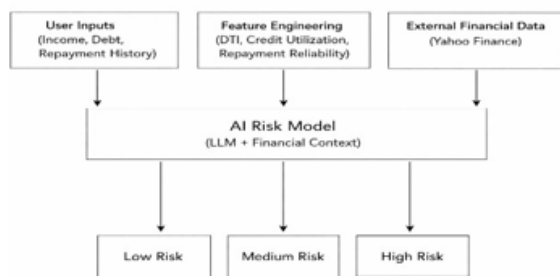 User Inputs
(Income, Debt,
Repayment History)
Feature Engineering
(DTI, Credit Utilization,
Repayment Reliability)
External Financial Data
(Yahoo Finance)
AI Risk Model
(LLM + Financial Context)
Low Risk
Medium Risk
High Risk